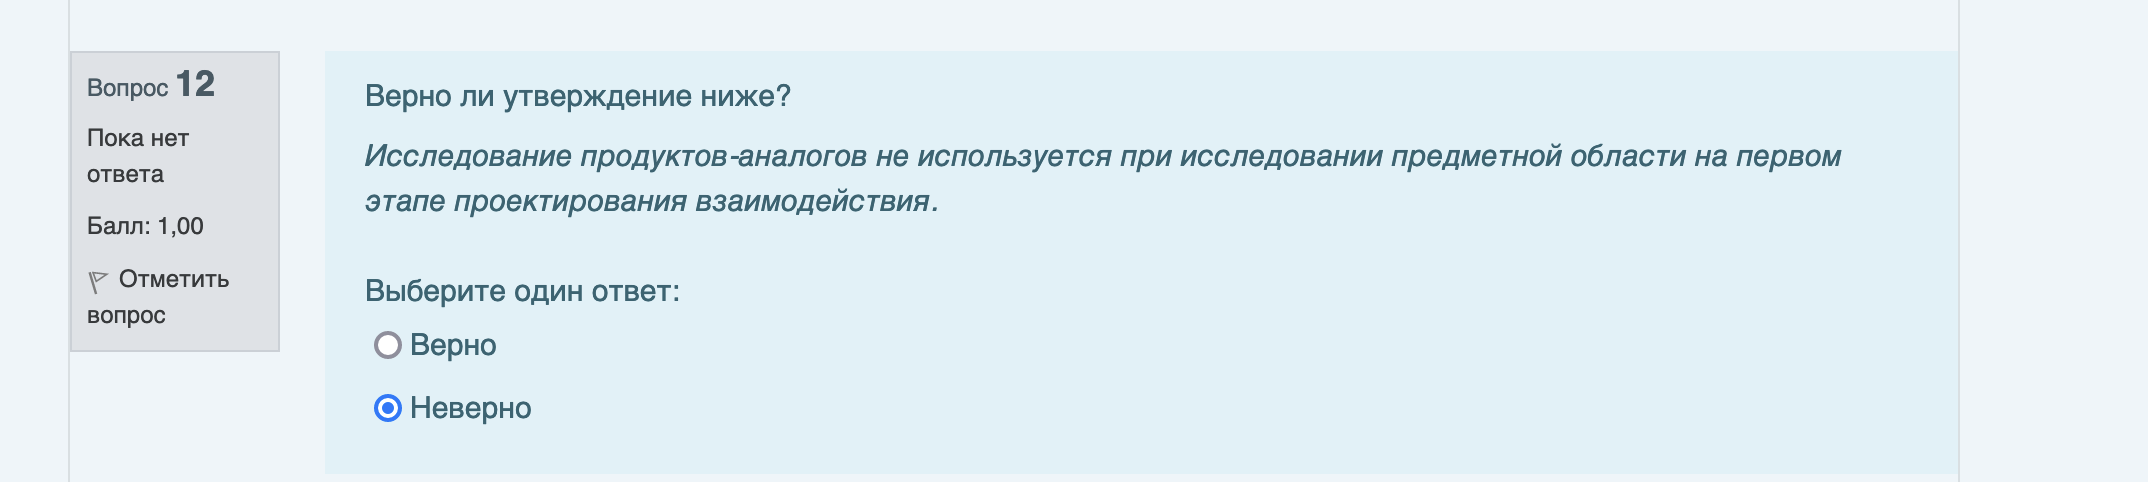 Вопрос 12
Пока нет
ответа
Балл: 1,00
Отметить
вопрос
Верно ли утверждение ниже?
Исследование продуктов-аналогов не используется при исследовании предметной области на первом
этапе проектирования взаимодействия.
Выберите один ответ:
Верно
Неверно